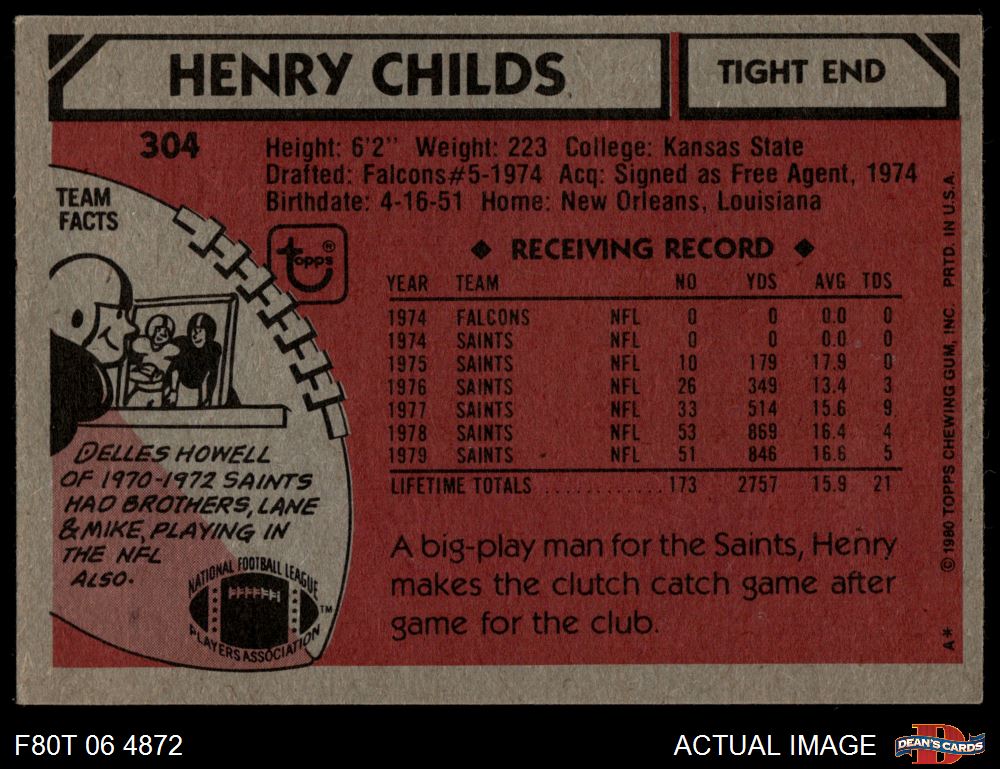 HENRY CHILDS
TIGHT END
304
Height: 6'2" Weight: 223 College: Kansas State
Drafted: Falcons#5-1974 Acq: Signed as Free Agent, 1974
Birthdate: 4-16-51 Home: New Orleans, Louisiana
TEAM
FACTS
topps®
◆ RECEIVING RECORD ◆
YEAR TEAM NO YDS AVG TDS
1974 FALCONS NFL 0 0 0.0 0
1974 SAINTS NFL 0 0 0.0 0
1975 SAINTS NFL 10 179 17.9 0
1976 SAINTS NFL 26 349 13.4 3
1977 SAINTS NFL 33 514 15.6 9
1978 SAINTS NFL 53 869 16.4 4
1979 SAINTS NFL 51 846 16.6 5
LIFETIME TOTALS ............ 173 2757 15.9 21
DELLES HOWELL
OF 1970-1972 SAINTS
HAD BROTHERS, LANE
& MIKE, PLAYING IN
THE NFL
ALSO.
NATIONAL FOOTBALL LEAGUE
PLAYERS ASSOCIATION
TM
A big-play man for the Saints, Henry
makes the clutch catch game after
game for the club.
A* © 1980 TOPPS CHEWING GUM, INC. PRTD. IN U.S.A.
F80T 06 4872
ACTUAL IMAGE
D
DEAN'S CARDS